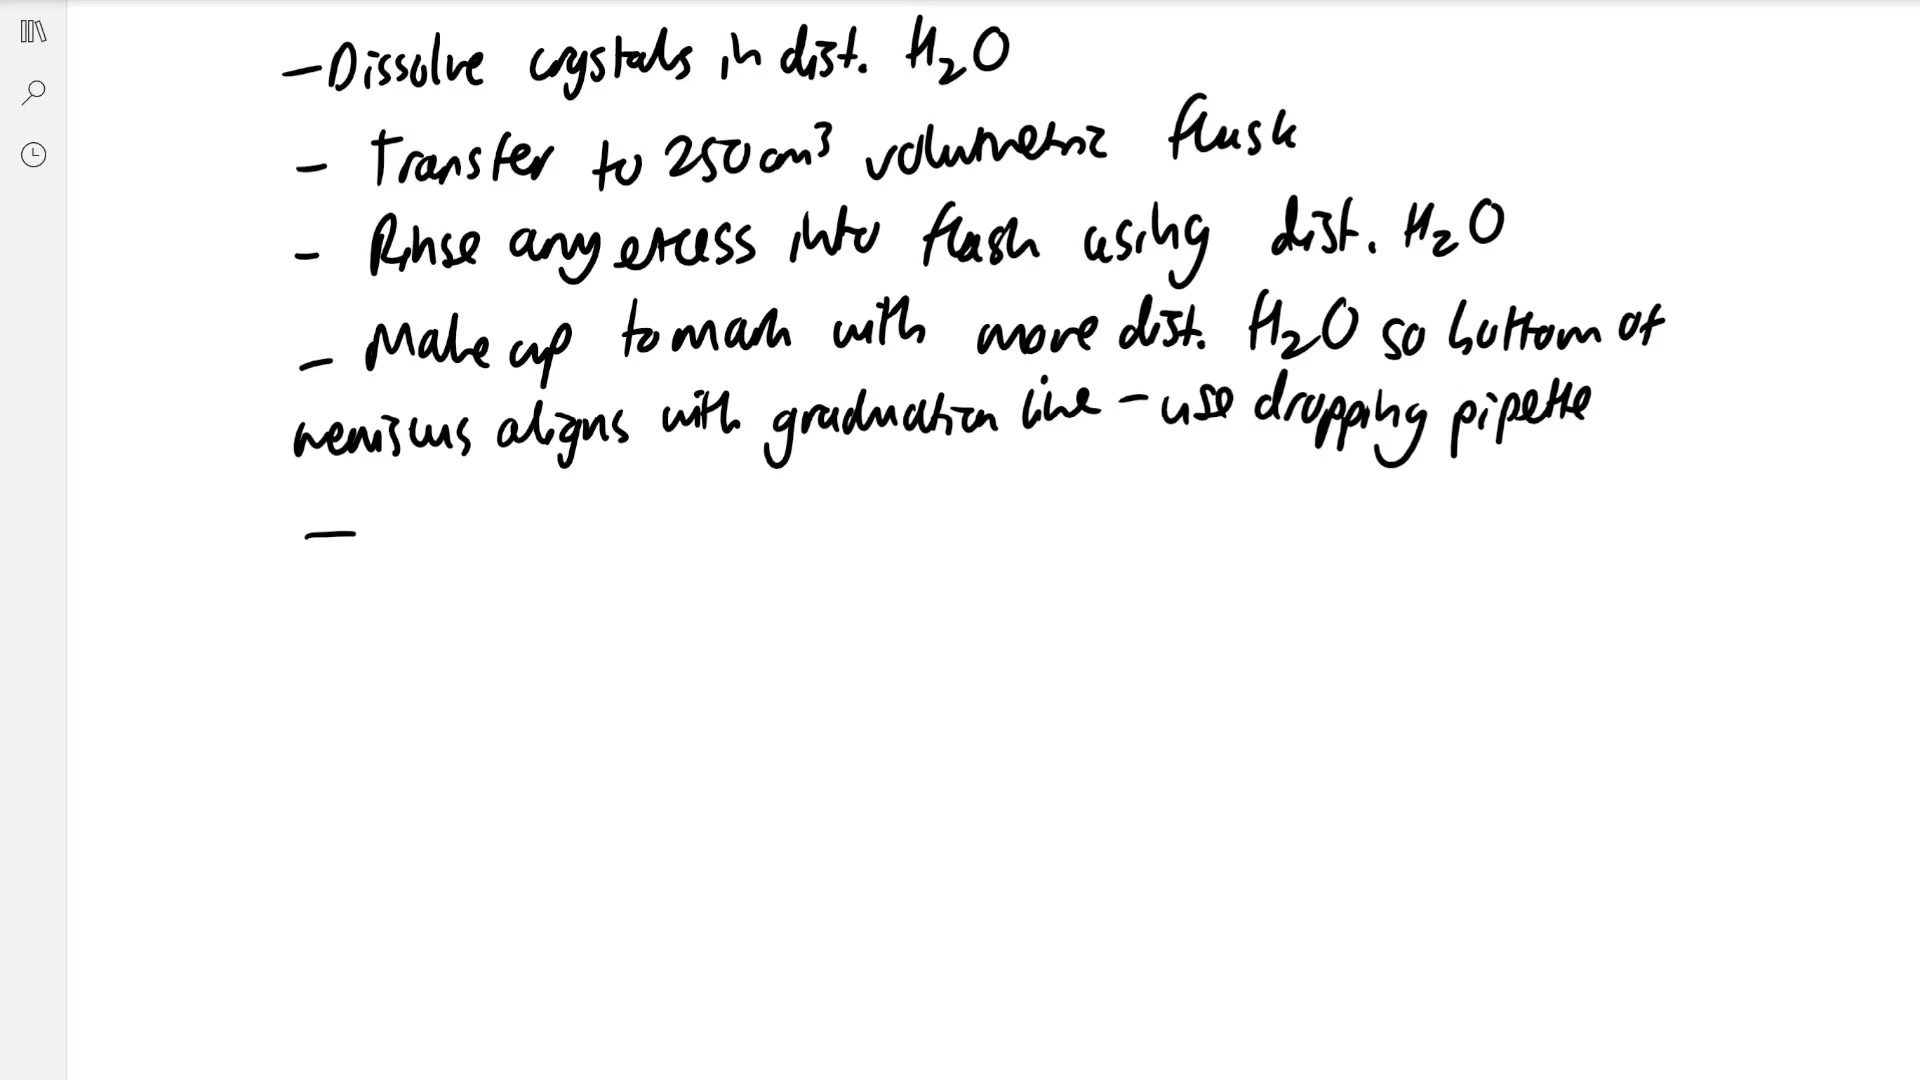 - Dissolve crystals in dist. H₂O
- Transfer to 250cm³ volumetric flask
- Rinse any excess into flask using dist. H₂O
- Make up to mark with more dist. H₂O so bottom of
meniscus aligns with graduation line - use dropping pipette
-